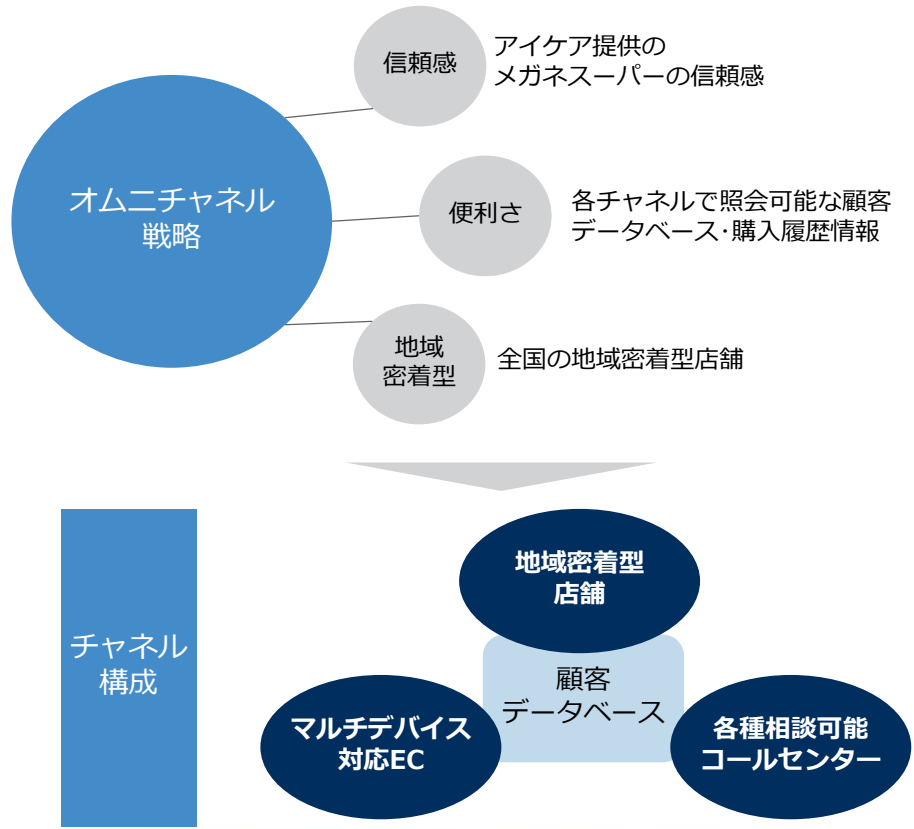 信頼感
アイケア提供の
メガネスーパーの信頼感
オムニチャネル
戦略
便利さ
各チャネルで照会可能な顧客
データベース・購入履歴情報
地域
密着型
全国の地域密着型店舗
チャネル
構成
地域密着型
店舗
顧客
データベース
マルチデバイス
対応EC
各種相談可能
コールセンター